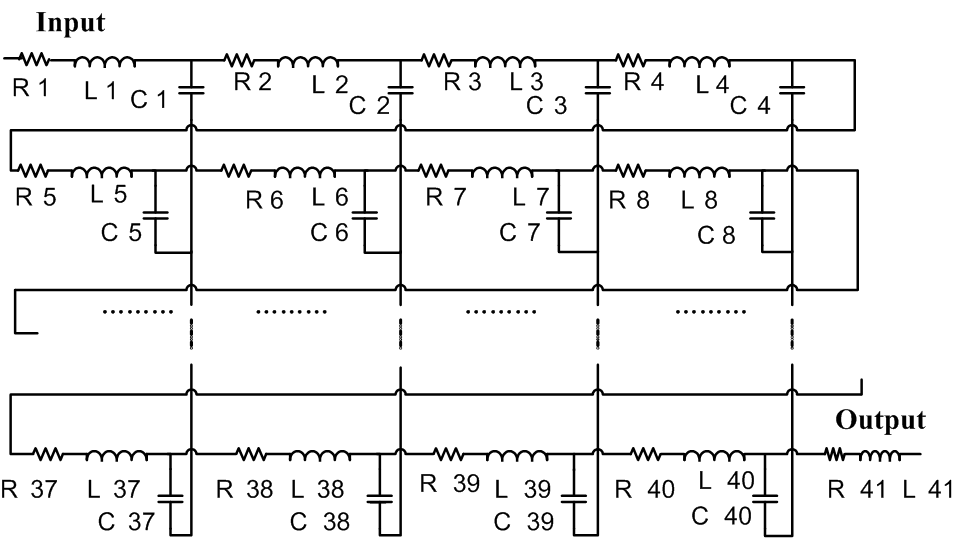 Input
R 1 L 1 C 1 R 2 L 2 C 2 R 3 L 3 C 3 R 4 L 4 C 4
R 5 L 5 C 5 R 6 L 6 C 6 R 7 L 7 C 7 R 8 L 8 C 8
......... ......... ......... .........
Output
R 37 L 37 C 37 R 38 L 38 C 38 R 39 L 39 C 39 R 40 L 40 C 40 R 41 L 41